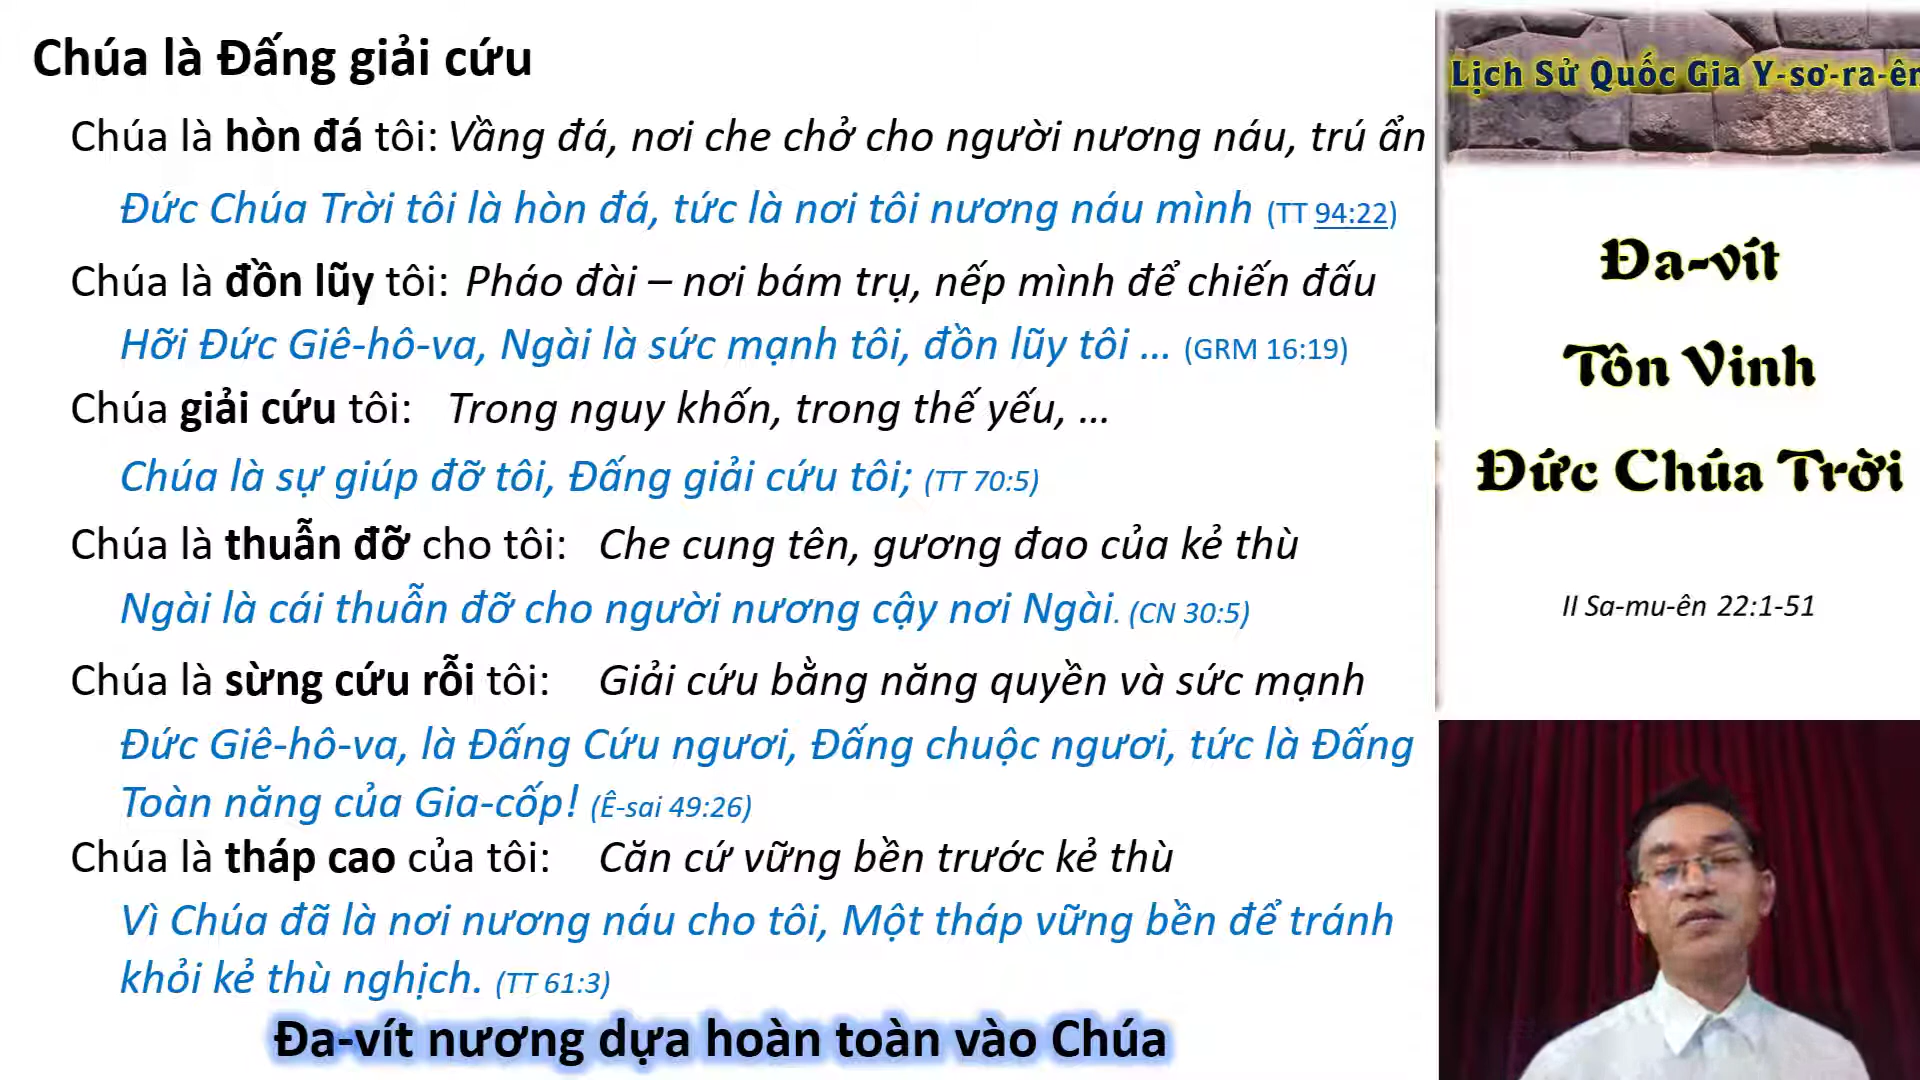 Chúa là Đấng giải cứu
Chúa là hòn đá tôi: Vầng đá, nơi che chở cho người nương náu, trú ẩn
Đức Chúa Trời tôi là hòn đá, tức là nơi tôi nương náu mình (TT 94:22)
Chúa là đồn lũy tôi: Pháo đài – nơi bám trụ, nếp mình để chiến đấu
Hỡi Đức Giê-hô-va, Ngài là sức mạnh tôi, đồn lũy tôi ... (GRM 16:19)
Chúa giải cứu tôi: Trong nguy khốn, trong thế yếu, ...
Chúa là sự giúp đỡ tôi, Đấng giải cứu tôi; (TT 70:5)
Chúa là thuẫn đỡ cho tôi: Che cung tên, gương đao của kẻ thù
Ngài là cái thuẫn đỡ cho người nương cậy nơi Ngài. (CN 30:5)
Chúa là sừng cứu rỗi tôi: Giải cứu bằng năng quyền và sức mạnh
Đức Giê-hô-va, là Đấng Cứu ngươi, Đấng chuộc ngươi, tức là Đấng
Toàn năng của Gia-cốp! (Ê-sai 49:26)
Chúa là tháp cao của tôi: Căn cứ vững bền trước kẻ thù
Vì Chúa đã là nơi nương náu cho tôi, Một tháp vững bền để tránh
khỏi kẻ thù nghịch. (TT 61:3)
Đa-vít nương dựa hoàn toàn vào Chúa
Lịch Sử Quốc Gia Y-sơ-ra-ên
Đa-vít
Tôn Vinh
Đức Chúa Trời
II Sa-mu-ên 22:1-51